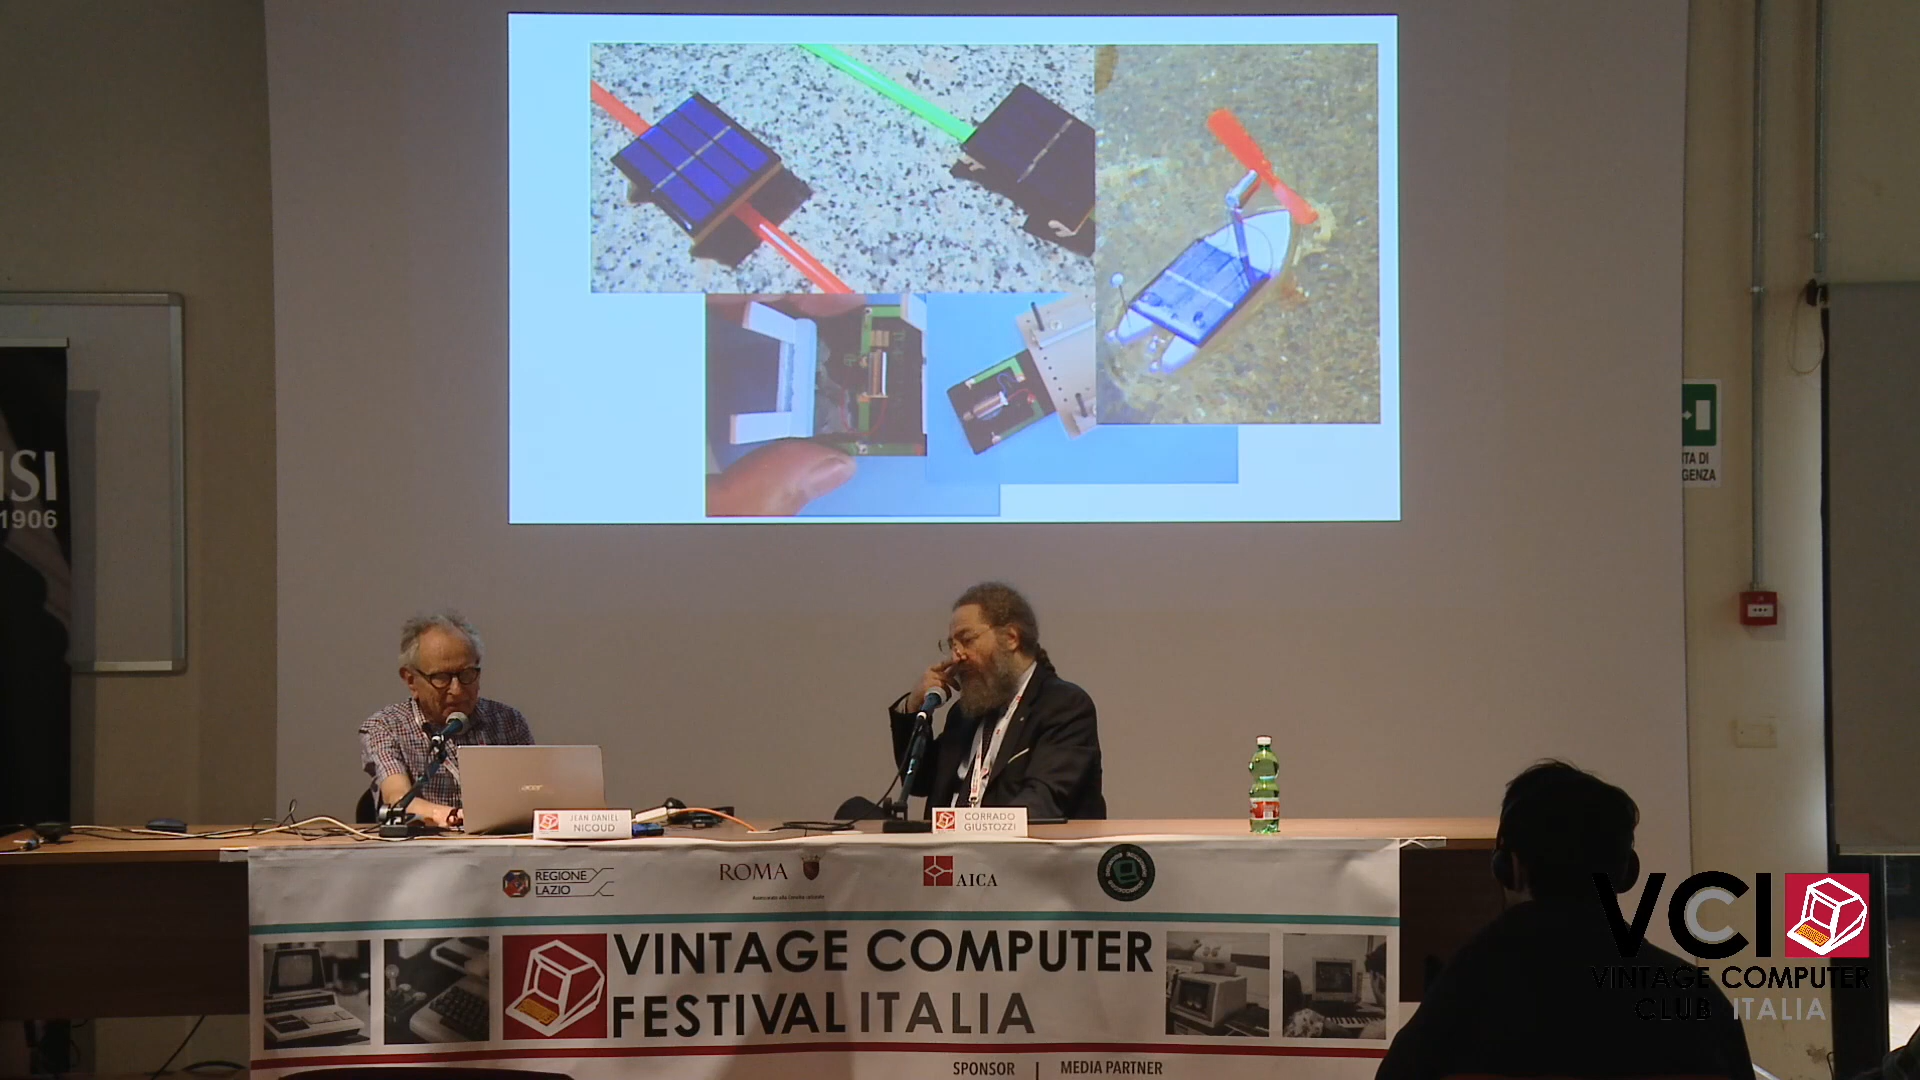 ISI
1906
ITA DI
GENZA
acer
JEAN DANIEL
NICOUD
CORRADO
GIUSTOZZI
REGIONE
LAZIO
ROMA
AICA
VINTAGE COMPUTER
FESTIVAL ITALIA
SPONSOR
MEDIA PARTNER
VCI
VINTAGE COMPUTER
CLUB ITALIA